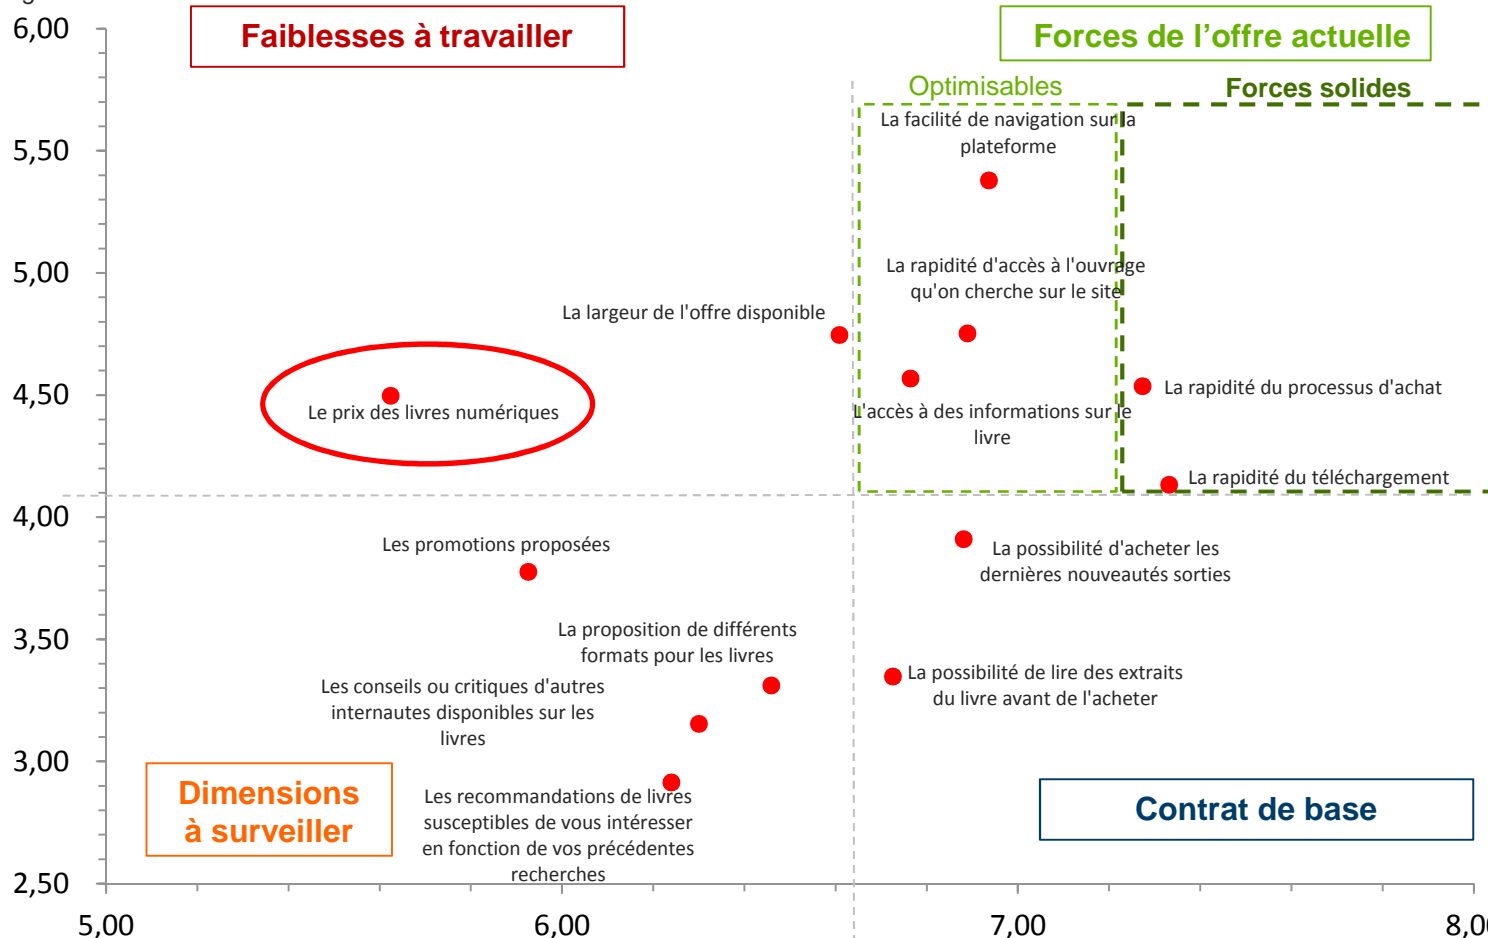 6,00
Faiblesses à travailler
Forces de l'offre actuelle
Optimisables
Forces solides
La facilité de navigation sur la
plateforme
5,50
5,00
La rapidité d'accès à l'ouvrage
qu'on cherche sur le site
La largeur de l'offre disponible
4,50
Le prix des livres numériques
La rapidité du processus d'achat
L'accès à des informations sur le
livre
La rapidité du téléchargement
4,00
Les promotions proposées
La possibilité d'acheter les
dernières nouveautés sorties
3,50
La proposition de différents
formats pour les livres
La possibilité de lire des extraits
du livre avant de l'acheter
Les conseils ou critiques d'autres
internautes disponibles sur les
livres
3,00
Dimensions
à surveiller
Les recommandations de livres
susceptibles de vous intéresser
en fonction de vos précédentes
recherches
Contrat de base
2,50
5,00
6,00
7,00